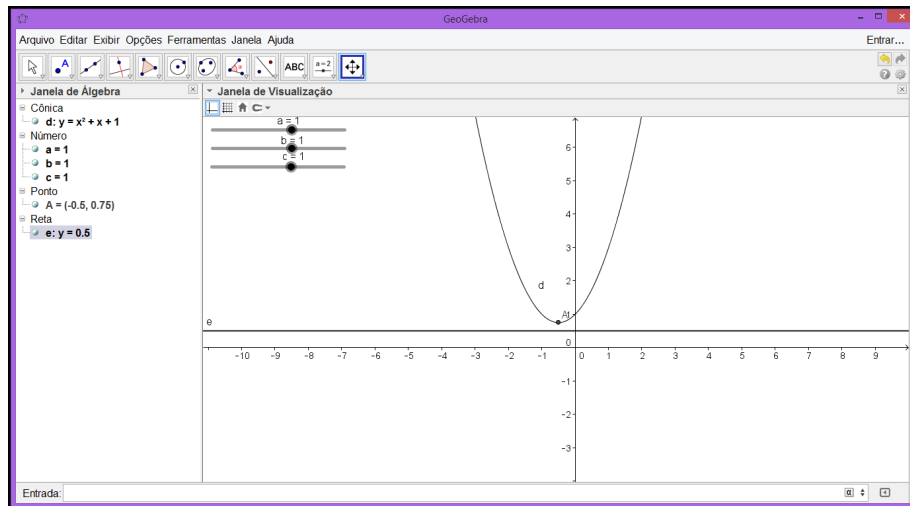 GeoGebra
Arquivo Editar Exibir Opções Ferramentas Janela Ajuda Entrar...
A ABC a=2
Janela de Álgebra
Janela de Visualização
Cônica
d: y = x² + x + 1
Número
a = 1
b = 1
c = 1
Ponto
A = (-0.5, 0.75)
Reta
e: y = 0.5
a = 1
b = 1
c = 1
6
5
4
3
2
d
A
1
e
0
-10 -9 -8 -7 -6 -5 -4 -3 -2 -1 0 1 2 3 4 5 6 7 8 9
-1
-2
-3
Entrada: α